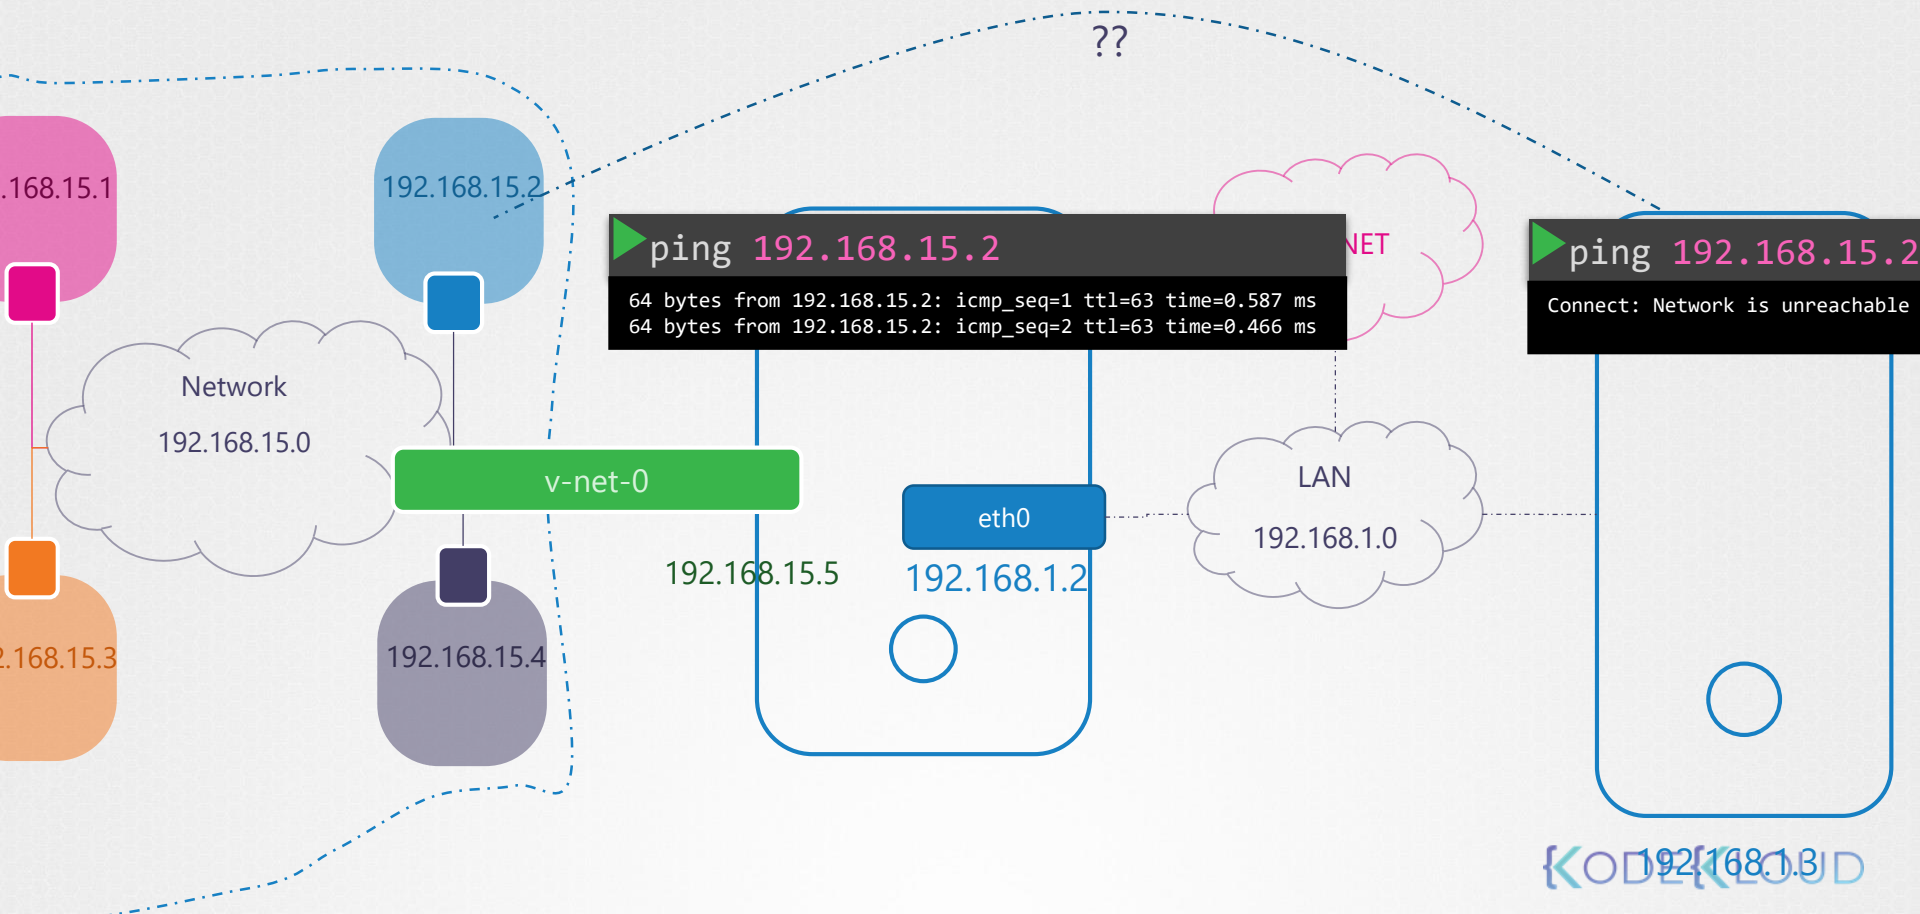 ??
.168.15.1
192.168.15.2
ping 192.168.15.2
64 bytes from 192.168.15.2: icmp_seq=1 ttl=63 time=0.587 ms
64 bytes from 192.168.15.2: icmp_seq=2 ttl=63 time=0.466 ms
NET
ping 192.168.15.2
Connect: Network is unreachable
Network
192.168.15.0
v-net-0
192.168.15.5
eth0
192.168.1.2
LAN
192.168.1.0
2.168.15.3
192.168.15.4
192.168.1.3
KODEKLOUD